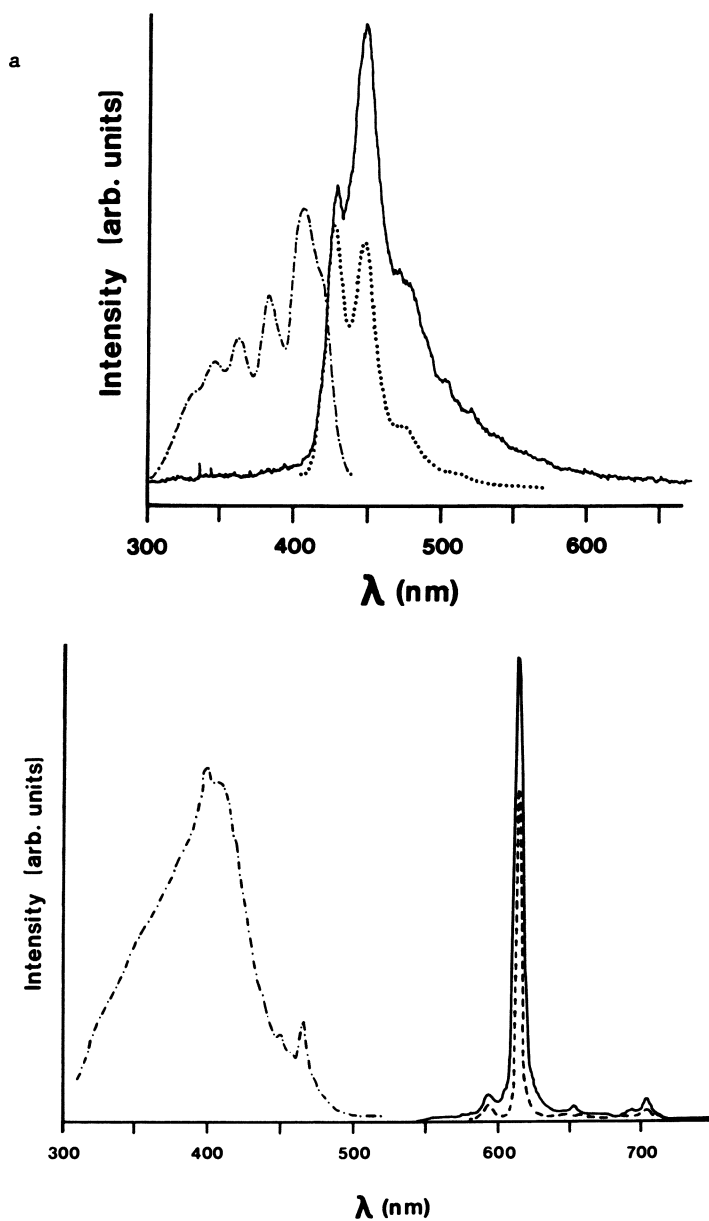 a
Intensity [arb. units]
300 400 500 600
λ (nm)
Intensity [arb. units]
300 400 500 600 700
λ (nm)